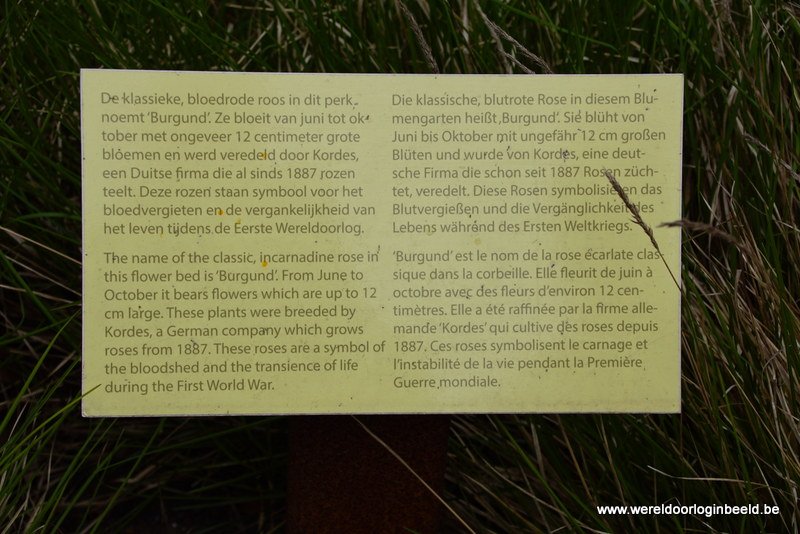 De klassieke, bloedrode roos in dit perk
noemt 'Burgund'. Ze bloeit van juni tot ok-
tober met ongeveer 12 centimeter grote
bloemen en werd veredeld door Kordes,
een Duitse firma die al sinds 1887 rozen
teelt. Deze rozen staan symbool voor het
bloedvergieten en de vergankelijkheid van
het leven tijdens de Eerste Wereldoorlog.
The name of the classic, incarnadine rose in
this flower bed is 'Burgund'. From June to
October it bears flowers which are up to 12
cm large. These plants were breeded by
Kordes, a German company which grows
roses from 1887. These roses are a symbol of
the bloodshed and the transience of life
during the First World War.
Die klassische, blutrote Rose in diesem Blu-
mengarten heißt ‚Burgund'. Sie blüht von
Juni bis Oktober mit ungefähr 12 cm großen
Blüten und wurde von Kordes, eine deut-
sche Firma die schon seit 1887 Rosen züch-
tet, veredelt. Diese Rosen symbolisieren das
Blutvergießen und die Vergänglichkeit des
Lebens während des Ersten Weltkriegs.
'Burgund' est le nom de la rose écarlate clas-
sique dans la corbeille. Elle fleurit de juin à
octobre avec des fleurs d'environ 12 cen-
timètres. Elle a été raffinée par la firme alle-
mande 'Kordes' qui cultive des roses depuis
1887. Ces roses symbolisent le carnage et
l'instabilité de la vie pendant la Première
Guerre mondiale.
www.wereldoorloginbeeld.be